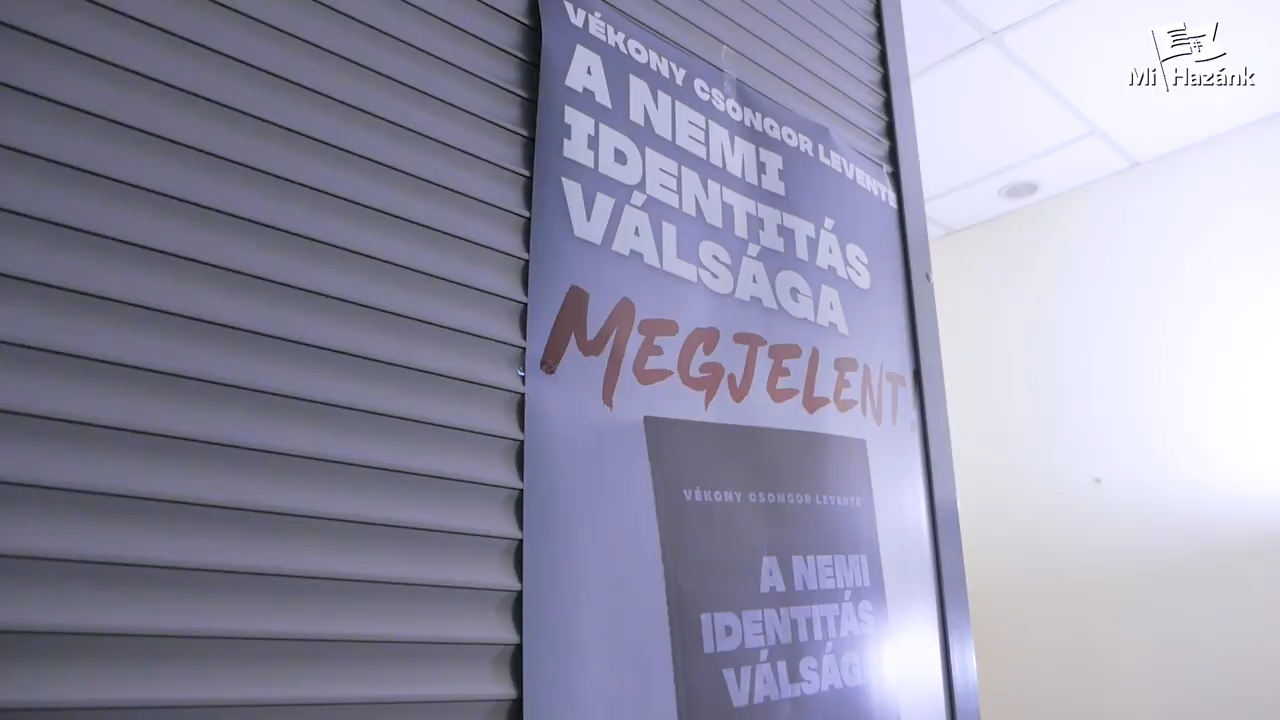 Mi Hazánk
VÉKONY CSONGOR LEVENTE
A NEMI
IDENTITÁS
VÁLSÁGA
MEGJELENT!
VÉKONY CSONGOR LEVENTE
A NEMI
IDENTITÁS
VÁLSÁGA